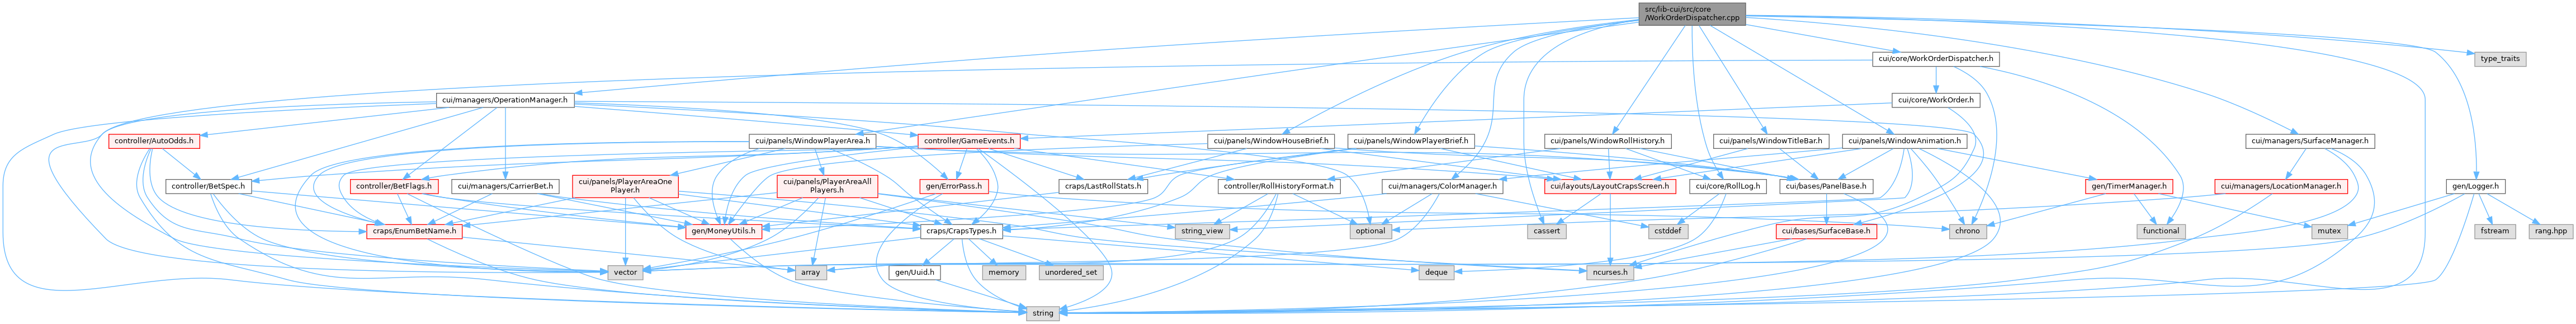 src/lib-cui/src/core
/WorkOrderDispatcher.cpp
cui/core/WorkOrderDispatcher.h
type_traits
cui/managers/OperationManager.h
cui/core/WorkOrder.h
controller/AutoOdds.h
cui/panels/WindowPlayerArea.h
controller/GameEvents.h
cui/panels/WindowHouseBrief.h
cui/panels/WindowPlayerBrief.h
cui/panels/WindowRollHistory.h
cui/panels/WindowTitleBar.h
cui/panels/WindowAnimation.h
cui/managers/SurfaceManager.h
controller/BetSpec.h
controller/BetFlags.h
cui/managers/CarrierBet.h
cui/panels/PlayerAreaOne
Player.h
cui/panels/PlayerAreaAll
Players.h
gen/ErrorPass.h
craps/LastRollStats.h
controller/RollHistoryFormat.h
cui/managers/ColorManager.h
cui/layouts/LayoutCrapsScreen.h
cui/core/RollLog.h
cui/bases/PanelBase.h
gen/TimerManager.h
cui/managers/LocationManager.h
gen/Logger.h
craps/EnumBetName.h
gen/MoneyUtils.h
craps/CrapsTypes.h
string_view
optional
cassert
cstddef
cui/bases/SurfaceBase.h
chrono
functional
mutex
fstream
rang.hpp
vector
array
gen/Uuid.h
memory
unordered_set
deque
ncurses.h
string